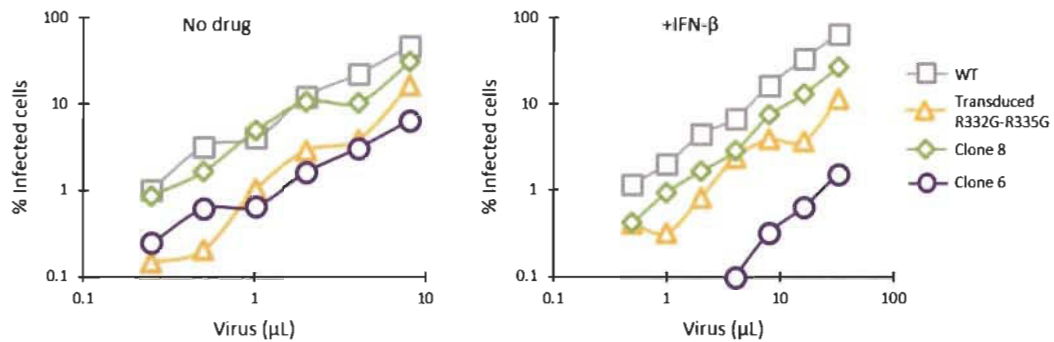 No drug
100
10
1
0.1
% Infected cells
0.1
1
10
Virus (µL)
+IFN-β
100
10
1
0.1
% Infected cells
0.1
1
10
100
Virus (µL)
WT
Transduced
R332G-R335G
Clone 8
Clone 6